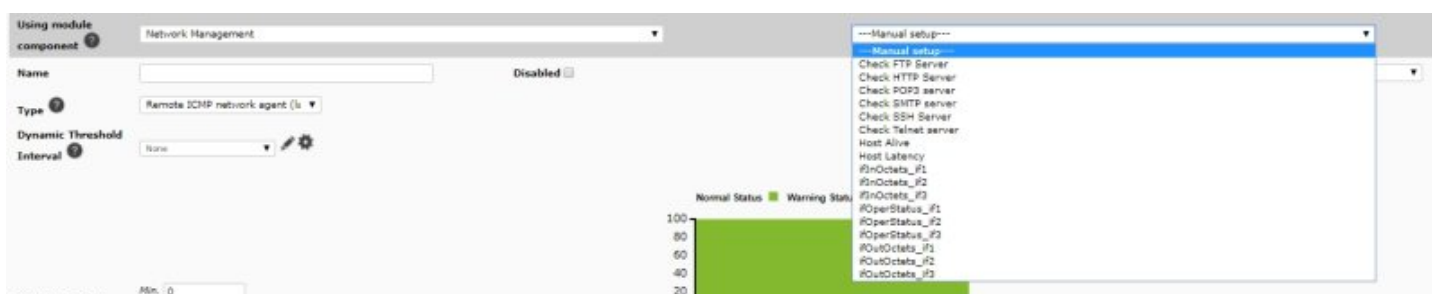 Using module
component ?
Network Management
---Manual setup---
---Manual setup---
Check FTP Server
Check HTTP Server
Check POP3 server
Check SMTP server
Check SSH Server
Check Telnet server
Host Alive
Host Latency
ifInOctets_if1
ifInOctets_if2
ifInOctets_if3
ifOperStatus_if1
ifOperStatus_if2
ifOperStatus_if3
ifOutOctets_if1
ifOutOctets_if2
ifOutOctets_if3
Name
Disabled
Type ?
Remote ICMP network agent (l
Dynamic Threshold
Interval ?
None
Normal Status
Warning Statu
100
80
60
40
20
Min. 0